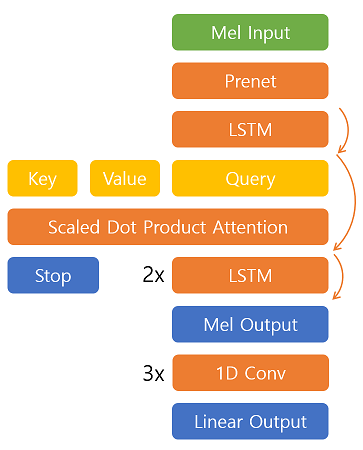 Mel Input
Prenet
LSTM
Key Value Query
Scaled Dot Product Attention
Stop 2x LSTM
Mel Output
3x 1D Conv
Linear Output